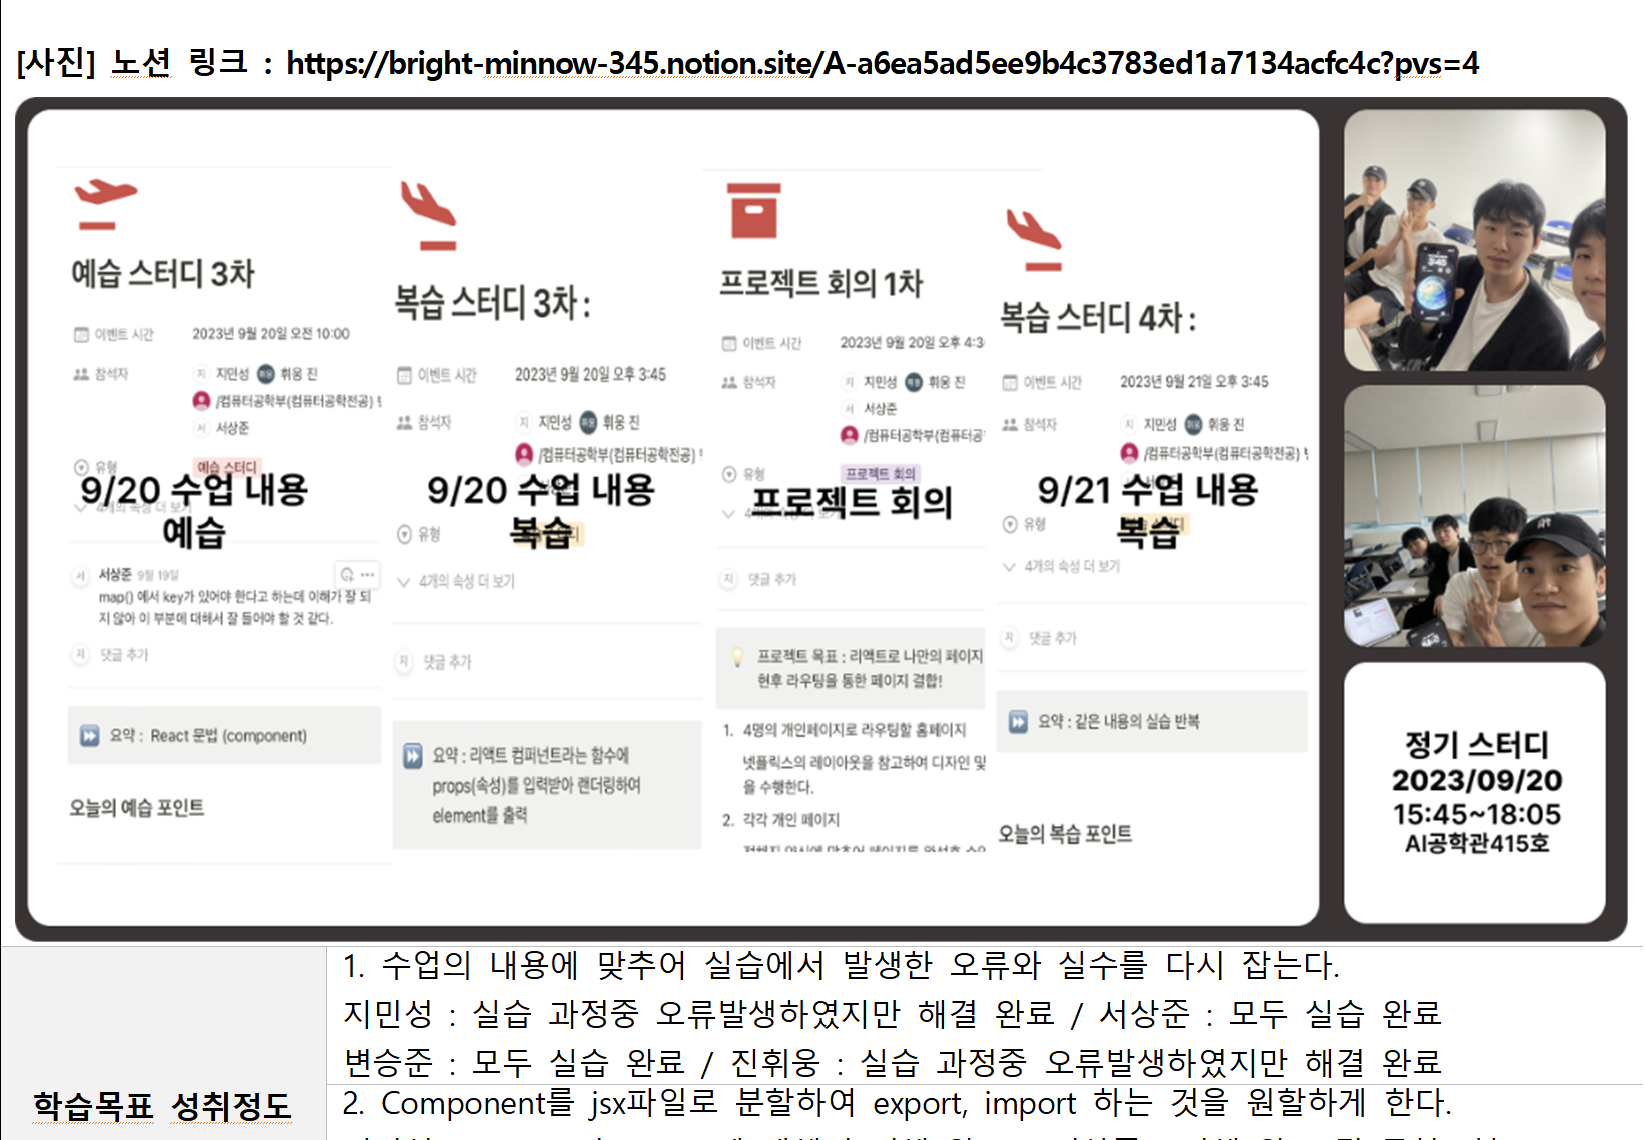 [사진] 노션 링크 : https://bright-minnow-345.notion.site/A-a6ea5ad5ee9b4c3783ed1a7134acfc4c?pvs=4
예습 스터디 3차
이벤트 시간 2023년 9월 20일 오전 10:00
참석자 지 지민성 휘웅 휘웅 진
/컴퓨터공학부(컴퓨터공학전공)
서 서상준
유형 예습 스터디
9/20 수업 내용
예습
4개의 속성 더 보기
서 서상준 9월 19일
map() 에서 key가 있어야 한다고 하는데 이해가 잘 되
지 않아 이 부분에 대해서 잘 들어야 할 것 같다.
지 댓글 추가
요약 : React 문법 (component)
오늘의 예습 포인트
복습 스터디 3차 :
이벤트 시간 2023년 9월 20일 오후 3:45
참석자 지 지민성 휘웅 휘웅 진
/컴퓨터공학부(컴퓨터공학전공)
9/20 수업 내용
복습
유형
4개의 속성 더 보기
지 댓글 추가
요약 : 리액트 컴퍼넌트라는 함수에
props(속성)를 입력받아 랜더링하여
element를 출력
프로젝트 회의 1차
이벤트 시간 2023년 9월 20일 오후 4:3
참석자 지 지민성 휘웅 휘웅 진
서 서상준
/컴퓨터공학부(컴퓨터공
유형 프로젝트 회의
프로젝트 회의
지 댓글 추가
프로젝트 목표 : 리액트로 나만의 페이지
현후 라우팅을 통한 페이지 결합!
1. 4명의 개인페이지로 라우팅할 홈페이지
넷플릭스의 레이아웃을 참고하여 디자인 및
을 수행한다.
2. 각각 개인 페이지
복습 스터디 4차 :
이벤트 시간 2023년 9월 21일 오후 3:45
참석자 지 지민성 휘웅 휘웅 진
/컴퓨터공학부(컴퓨터공학전공)
9/21 수업 내용
복습
유형
4개의 속성 더 보기
지 댓글 추가
요약 : 같은 내용의 실습 반복
오늘의 복습 포인트
3:45
정기 스터디
2023/09/20
15:45~18:05
AI공학관415호
학습목표 성취정도
1. 수업의 내용에 맞추어 실습에서 발생한 오류와 실수를 다시 잡는다.
지민성 : 실습 과정중 오류발생하였지만 해결 완료 / 서상준 : 모두 실습 완료
변승준 : 모두 실습 완료 / 진휘웅 : 실습 과정중 오류발생하였지만 해결 완료
2. Component를 jsx파일로 분할하여 export, import 하는 것을 원할하게 한다.